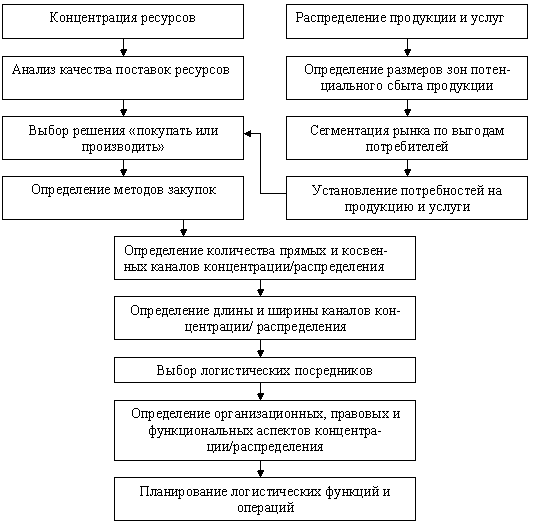 Концентрация ресурсов
Распределение продукции и услуг
Анализ качества поставок ресурсов
Определение размеров зон потен-
циального сбыта продукции
Выбор решения «покупать или
производить»
Сегментация рынка по выгодам
потребителей
Определение методов закупок
Установление потребностей на
продукцию и услуги
Определение количества прямых и косвен-
ных каналов концентрации/распределения
Определение длины и ширины каналов кон-
центрации/ распределения
Выбор логистических посредников
Определение организационных, правовых и
функциональных аспектов концентра-
ции/распределения
Планирование логистических функций и
операций